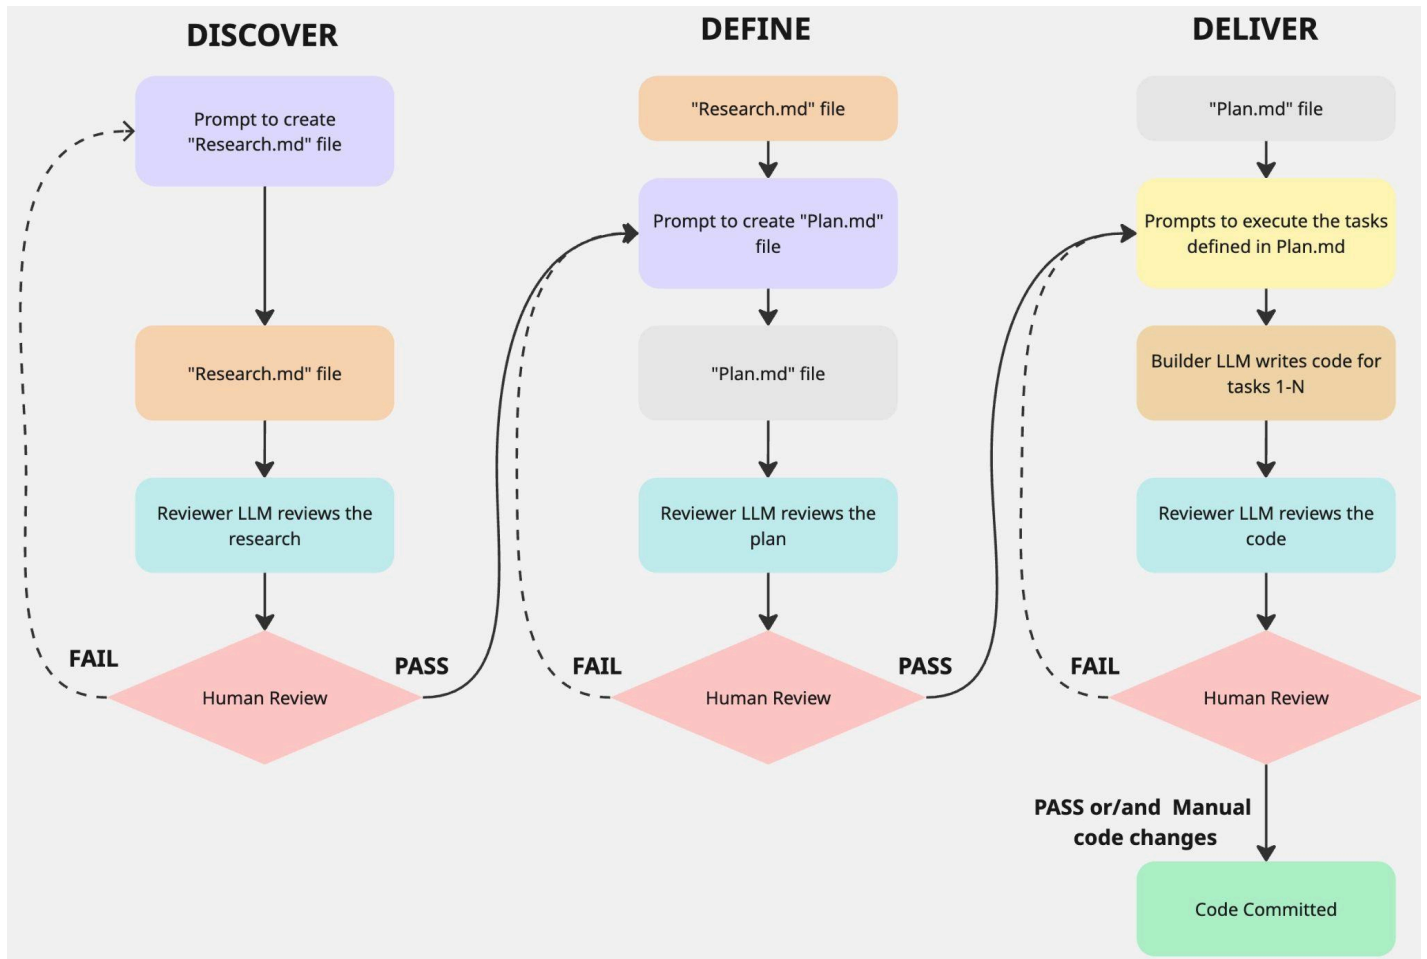 DISCOVER
Prompt to create
"Research.md" file
"Research.md" file
Reviewer LLM reviews the
research
FAIL
PASS
Human Review
DEFINE
"Research.md" file
Prompt to create "Plan.md"
file
"Plan.md" file
Reviewer LLM reviews the
plan
FAIL
PASS
Human Review
DELIVER
"Plan.md" file
Prompts to execute the tasks
defined in Plan.md
Builder LLM writes code for
tasks 1-N
Reviewer LLM reviews the
code
FAIL
Human Review
PASS or/and  Manual
code changes
Code Committed